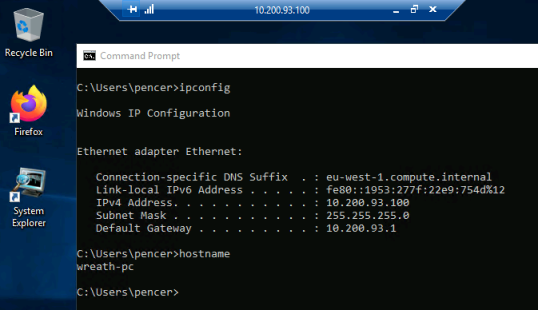 10.200.93.100
Recycle Bin
Firefox
System
Explorer
Command Prompt
C:\Users\pencer>ipconfig
Windows IP Configuration
Ethernet adapter Ethernet:
Connection-specific DNS Suffix  . : eu-west-1.compute.internal
Link-local IPv6 Address . . . . . : fe80::1953:277f:22e9:754d%12
IPv4 Address. . . . . . . . . . . : 10.200.93.100
Subnet Mask . . . . . . . . . . . : 255.255.255.0
Default Gateway . . . . . . . . . : 10.200.93.1
C:\Users\pencer>hostname
wreath-pc
C:\Users\pencer>